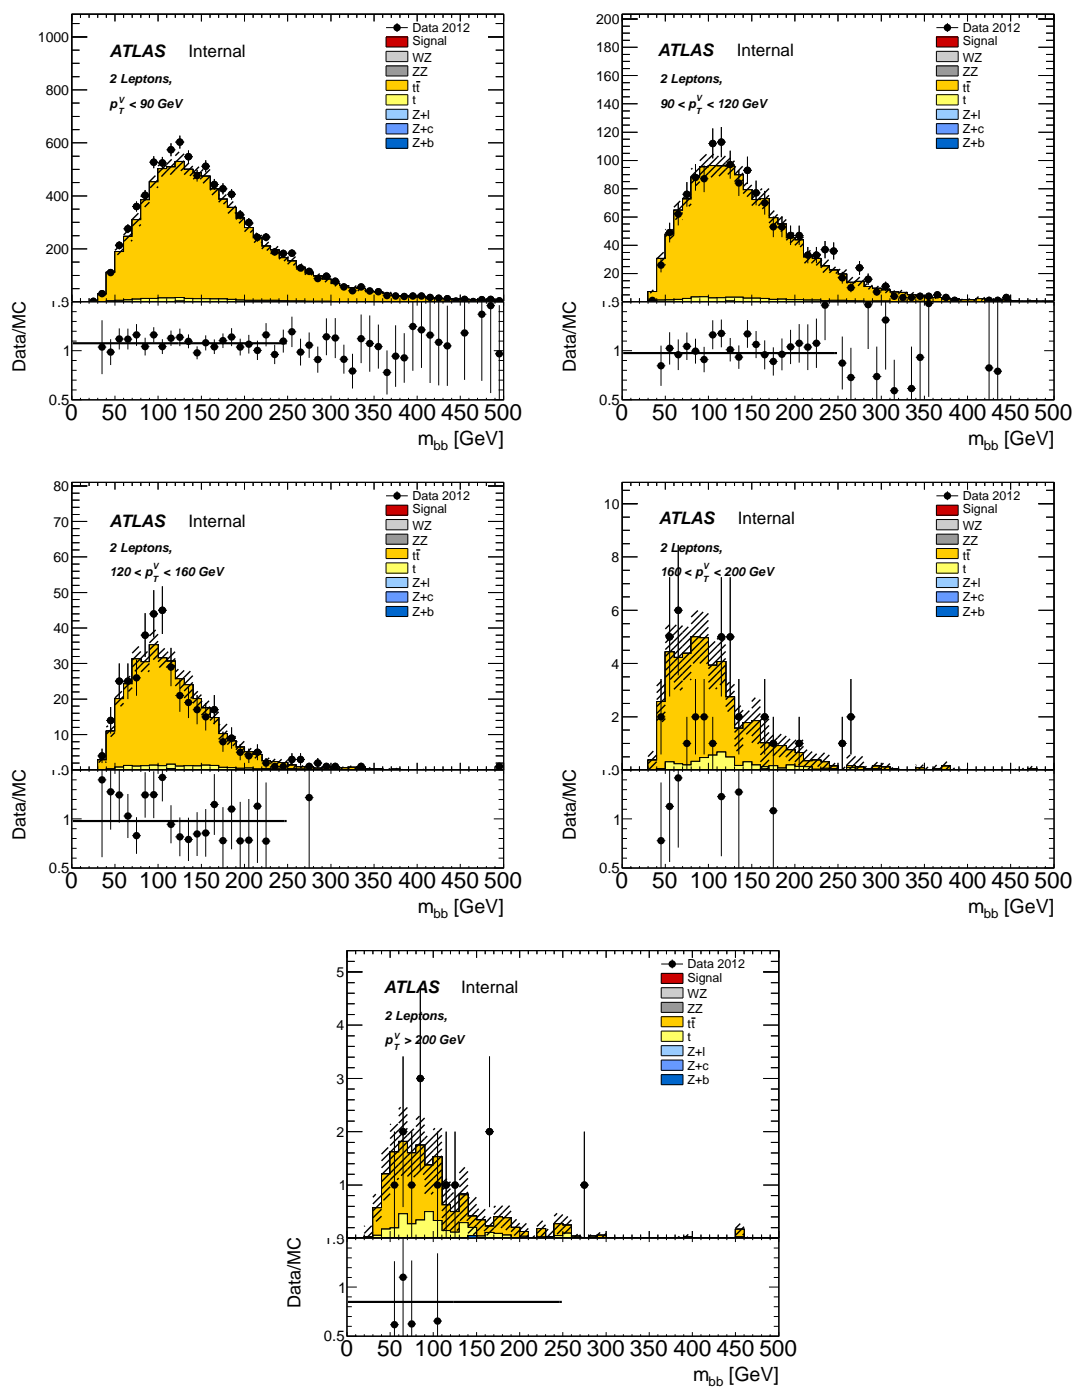 1000
800
600
400
200
ATLAS Internal
2 Leptons,
p_T^V < 90 GeV
Data 2012
Signal
WZ
ZZ
tt̄
t
Z+l
Z+c
Z+b
Data/MC
1
0.5
0 50 100 150 200 250 300 350 400 450 500
m_bb [GeV]
200
180
160
140
120
100
80
60
40
20
ATLAS Internal
2 Leptons,
90 < p_T^V < 120 GeV
Data 2012
Signal
WZ
ZZ
tt̄
t
Z+l
Z+c
Z+b
Data/MC
1
0.5
0 50 100 150 200 250 300 350 400 450 500
m_bb [GeV]
80
70
60
50
40
30
20
10
ATLAS Internal
2 Leptons,
120 < p_T^V < 160 GeV
Data 2012
Signal
WZ
ZZ
tt̄
t
Z+l
Z+c
Z+b
Data/MC
1
0.5
0 50 100 150 200 250 300 350 400 450 500
m_bb [GeV]
10
8
6
4
2
ATLAS Internal
2 Leptons,
160 < p_T^V < 200 GeV
Data 2012
Signal
WZ
ZZ
tt̄
t
Z+l
Z+c
Z+b
Data/MC
1
0.5
0 50 100 150 200 250 300 350 400 450 500
m_bb [GeV]
5
4
3
2
1
ATLAS Internal
2 Leptons,
p_T^V > 200 GeV
Data 2012
Signal
WZ
ZZ
tt̄
t
Z+l
Z+c
Z+b
Data/MC
1
0.5
0 50 100 150 200 250 300 350 400 450 500
m_bb [GeV]